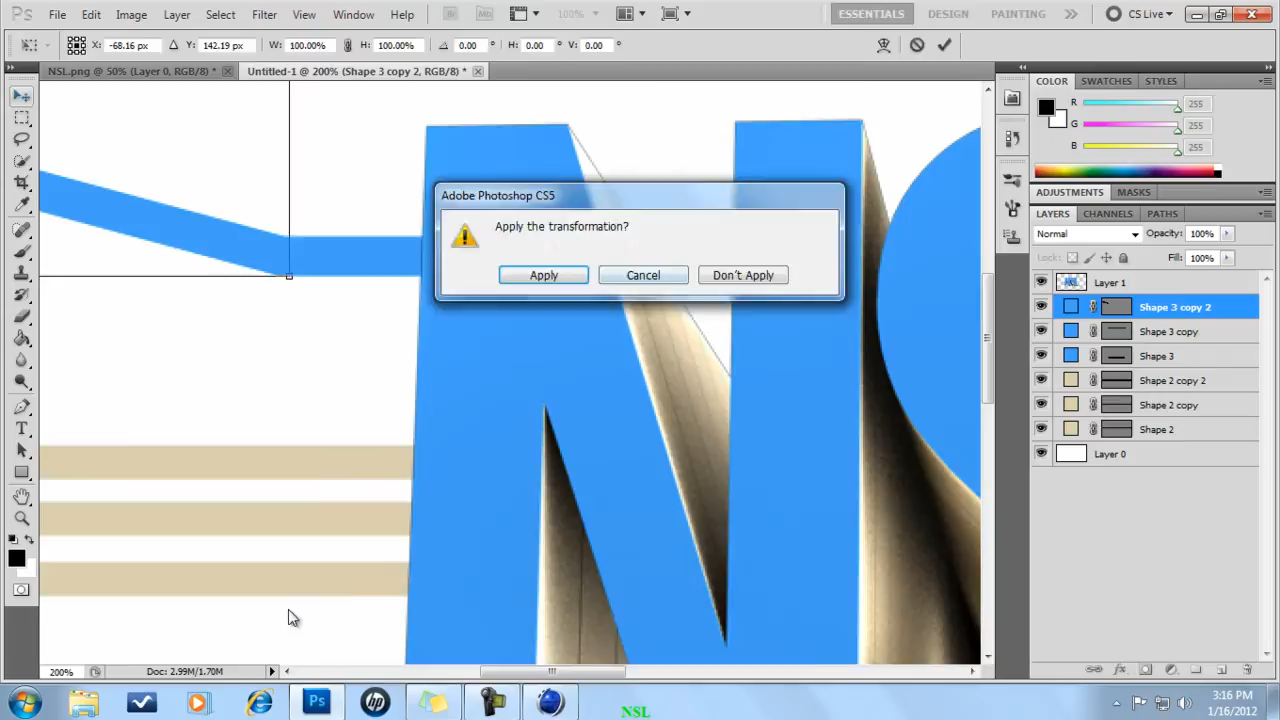 Ps File Edit Image Layer Select Filter View Window Help Br Mb 100% ESSENTIALS DESIGN PAINTING CS Live
X: -68.16 px Y: 142.19 px W: 100.00% H: 100.00% 0.00 ° H: 0.00 ° V: 0.00 °
NSL.png @ 50% (Layer 0, RGB/8) * Untitled-1 @ 200% (Shape 3 copy 2, RGB/8) *
COLOR SWATCHES STYLES
R 255
G 255
B 255
ADJUSTMENTS MASKS
LAYERS CHANNELS PATHS
Normal Opacity: 100%
Lock: Fill: 100%
Layer 1
Shape 3 copy 2
Shape 3 copy
Shape 3
Shape 2 copy 2
Shape 2 copy
Shape 2
Layer 0
Adobe Photoshop CS5
Apply the transformation?
Apply Cancel Don't Apply
200% Doc: 2.99M/1.70M
Ps hp
NSL
3:16 PM
1/16/2012